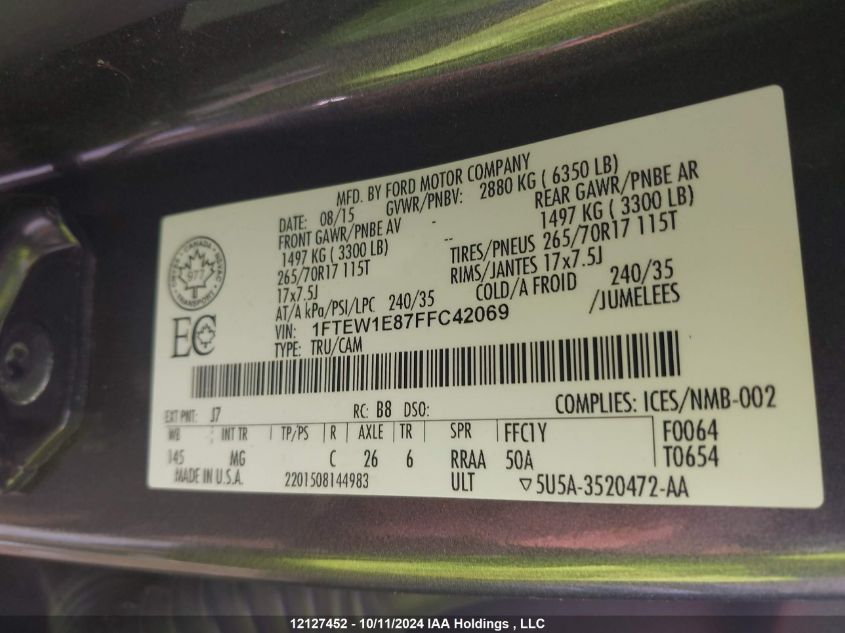 MFD. BY FORD MOTOR COMPANY
DATE: 08/15 GVWR/PNBV: 2880 KG ( 6350 LB)
FRONT GAWR/PNBE AV REAR GAWR/PNBE AR
1497 KG ( 3300 LB) -- 1497 KG ( 3300 LB)
265/70R17 115T -- TIRES/PNEUS 265/70R17 115T
17x7.5J RIMS/JANTES 17x7.5J
AT/A kPa/PSI/LPC 240/35 COLD/A FROID 240/35
VIN: 1FTEW1E87FFC42069 /JUMELEES
TYPE: TRU/CAM
CANADA
977
TRANSPORT
EC
EXT PNT: J7 RC: B8 DSO: COMPLIES: ICES/NMB-002
WB INT TR TP/PS R AXLE TR SPR FFC1Y F0064
145 MG C 26 6 RRAA 50A T0654
MADE IN U.S.A. 2201508144983 ULT ▽5U5A-3520472-AA
12127452 - 10/11/2024 IAA Holdings , LLC